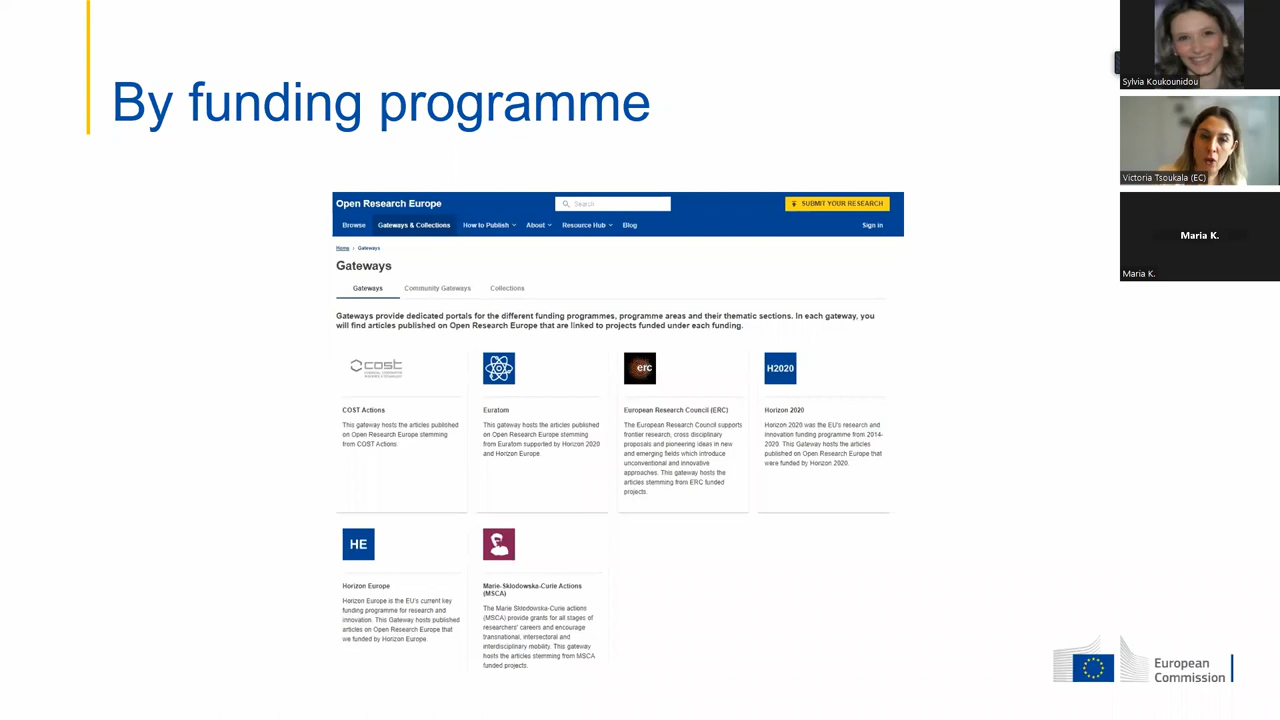 By funding programme
Open Research Europe
Search
SUBMIT YOUR RESEARCH
Browse
Gateways & Collections
How to Publish
About
Resource Hub
Blog
Sign in
Home > Gateways
Gateways
Gateways
Community Gateways
Collections
Gateways provide dedicated portals for the different funding programmes, programme areas and their thematic sections. In each gateway, you
will find articles published on Open Research Europe that are linked to projects funded under each funding.
cost
COST Actions
This gateway hosts the articles published
on Open Research Europe stemming
from COST Actions.
Euratom
This gateway hosts the articles published
on Open Research Europe stemming
from Euratom supported by Horizon 2020
and Horizon Europe.
erc
European Research Council (ERC)
The European Research Council supports
frontier research, cross disciplinary
proposals and pioneering ideas in new
and emerging fields which introduce
unconventional and innovative
approaches. This gateway hosts the
articles stemming from ERC funded
projects.
H2020
Horizon 2020
Horizon 2020 was the EU's research and
innovation funding programme from 2014-
2020. This Gateway hosts the articles
published on Open Research Europe that
were funded by Horizon 2020.
HE
Horizon Europe
Horizon Europe is the EU's current key
funding programme for research and
innovation. This Gateway hosts published
articles on Open Research Europe that
we funded by Horizon Europe.
Marie-Sklodowska-Curie Actions
(MSCA)
The Marie Skłodowska-Curie actions
(MSCA) provide grants for all stages of
researchers' careers and encourage
transnational, intersectoral and
interdisciplinary mobility. This gateway
hosts the articles stemming from MSCA
funded projects.
European
Commission
Sylvia Koukounidou
Victoria Tsoukala (EC)
Maria K.
Maria K.